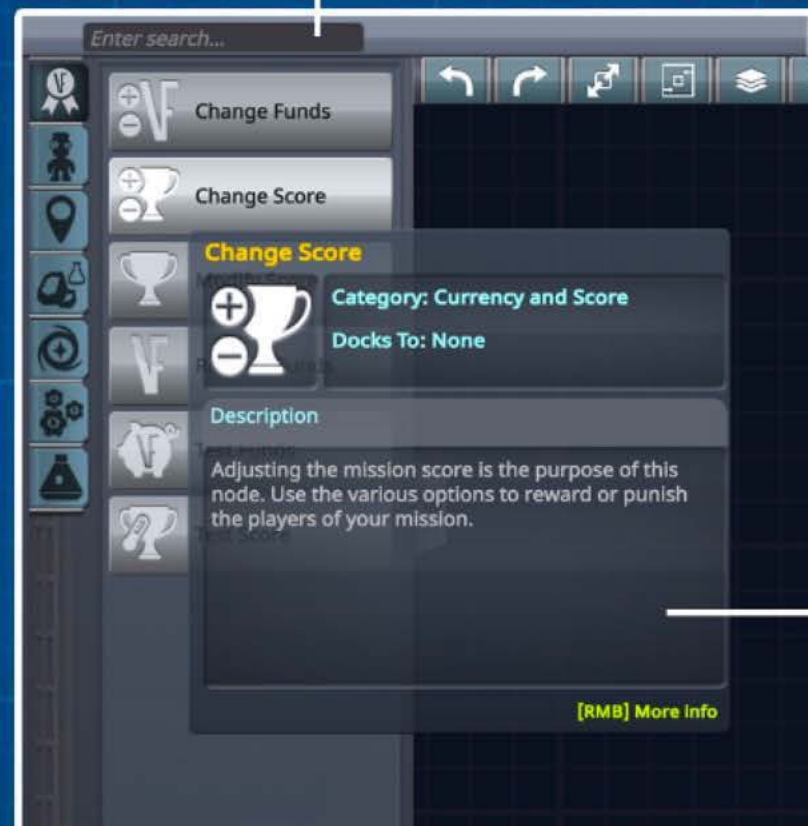 Enter search...
Change Funds
Change Score
Change Score
Category: Currency and Score
Docks To: None
Description
Adjusting the mission score is the purpose of this
node. Use the various options to reward or punish
the players of your mission.
Test Score
[RMB] More Info